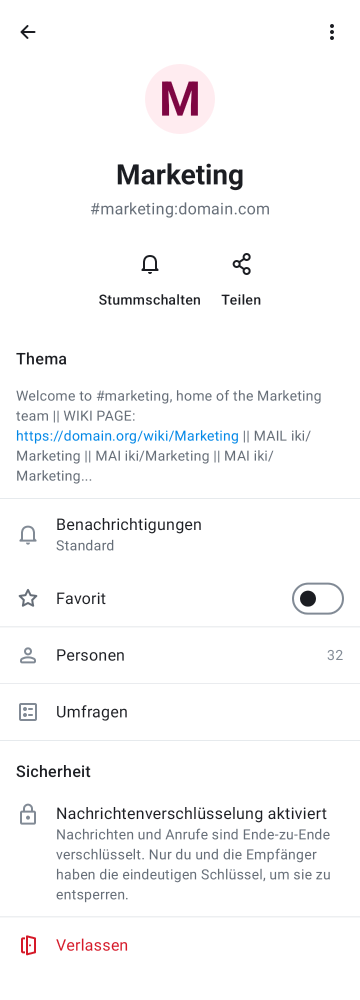 M
Marketing
#marketing:domain.com
Stummschalten Teilen
Thema
Welcome to #marketing, home of the Marketing
team || WIKI PAGE:
https://domain.org/wiki/Marketing || MAIL iki/
Marketing || MAI iki/Marketing || MAI iki/
Marketing...
Benachrichtigungen
Standard
Favorit
Personen 32
Umfragen
Sicherheit
Nachrichtenverschlüsselung aktiviert
Nachrichten und Anrufe sind Ende-zu-Ende
verschlüsselt. Nur du und die Empfänger
haben die eindeutigen Schlüssel, um sie zu
entsperren.
Verlassen